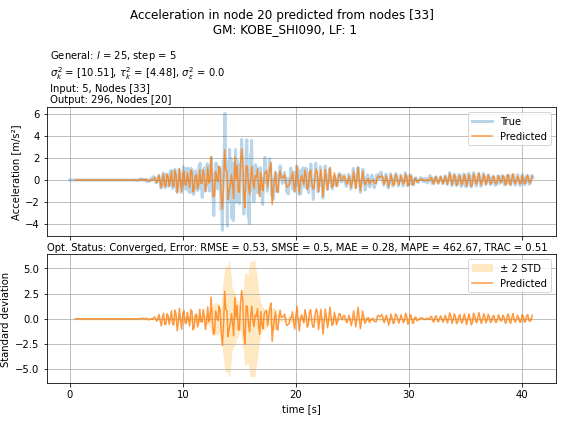 Acceleration in node 20 predicted from nodes [33]
GM: KOBE_SHI090, LF: 1
General: l = 25, step = 5
σ²ₖ = [10.51], τ²ₖ = [4.48], σ²ε = 0.0
Input: 5, Nodes [33]
Output: 296, Nodes [20]
Acceleration [m/s²]
6
4
2
0
−2
−4
True
Predicted
Opt. Status: Converged, Error: RMSE = 0.53, SMSE = 0.5, MAE = 0.28, MAPE = 462.67, TRAC = 0.51
Standard deviation
5.0
2.5
0.0
−2.5
−5.0
± 2 STD
Predicted
0 10 20 30 40
time [s]